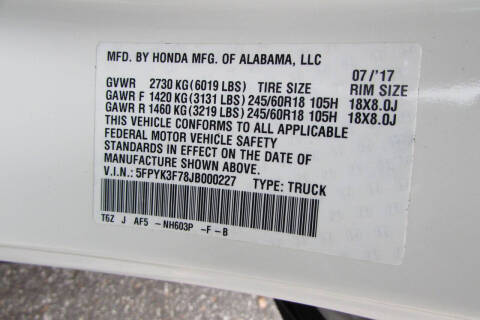 MFD. BY HONDA MFG. OF ALABAMA, LLC
07/'17
GVWR 2730 KG(6019 LBS) TIRE SIZE RIM SIZE
GAWR F 1420 KG(3131 LBS) 245/60R18 105H 18X8.0J
GAWR R 1460 KG(3219 LBS) 245/60R18 105H 18X8.0J
THIS VEHICLE CONFORMS TO ALL APPLICABLE
FEDERAL MOTOR VEHICLE SAFETY
STANDARDS IN EFFECT ON THE DATE OF
MANUFACTURE SHOWN ABOVE.
V.I.N.: 5FPYK3F78JB000227 TYPE: TRUCK
T6Z J AF5 -NH603P -F-B